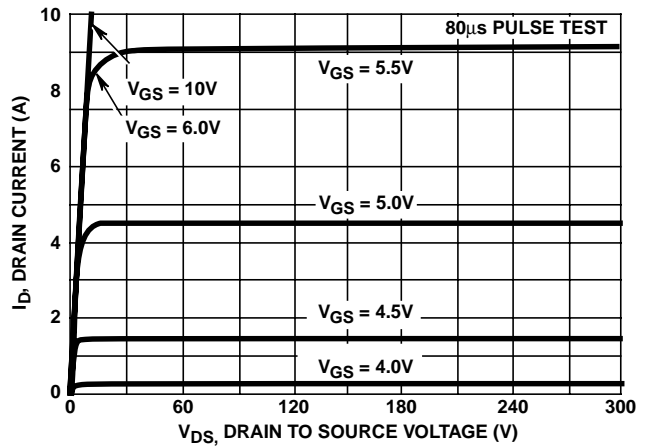 80μs PULSE TEST
10
8
6
4
2
0
I_D, DRAIN CURRENT (A)
V_GS = 10V
V_GS = 6.0V
V_GS = 5.5V
V_GS = 5.0V
V_GS = 4.5V
V_GS = 4.0V
0 60 120 180 240 300
V_DS, DRAIN TO SOURCE VOLTAGE (V)